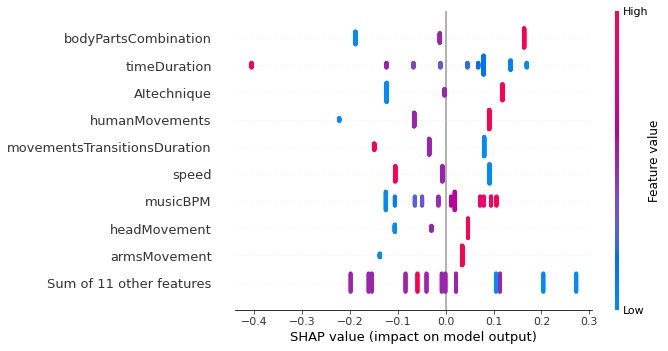 High
bodyPartsCombination
timeDuration
AItechnique
humanMovements
movementsTransitionsDuration
speed
musicBPM
headMovement
armsMovement
Sum of 11 other features
Feature value
Low
−0.4 −0.3 −0.2 −0.1 0.0 0.1 0.2 0.3
SHAP value (impact on model output)